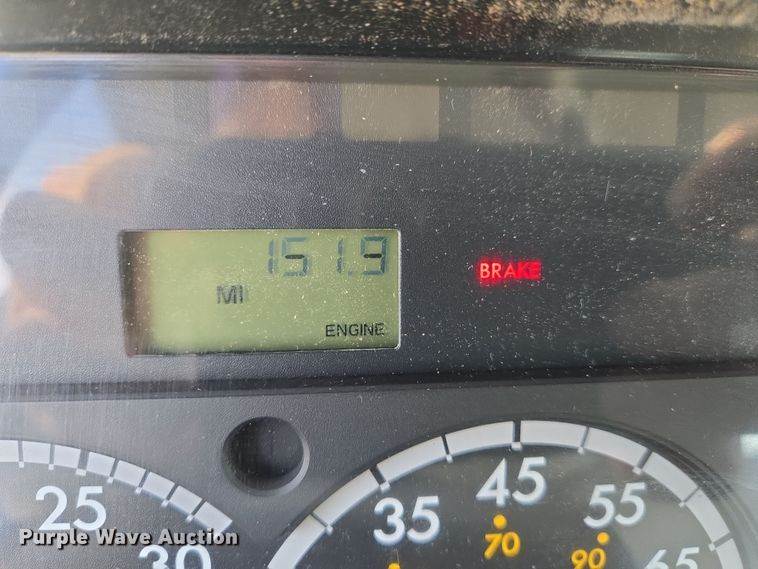 151.9
MI
BRAKE
ENGINE
25
30
35
45
55
65
70
90
Purple Wave Auction